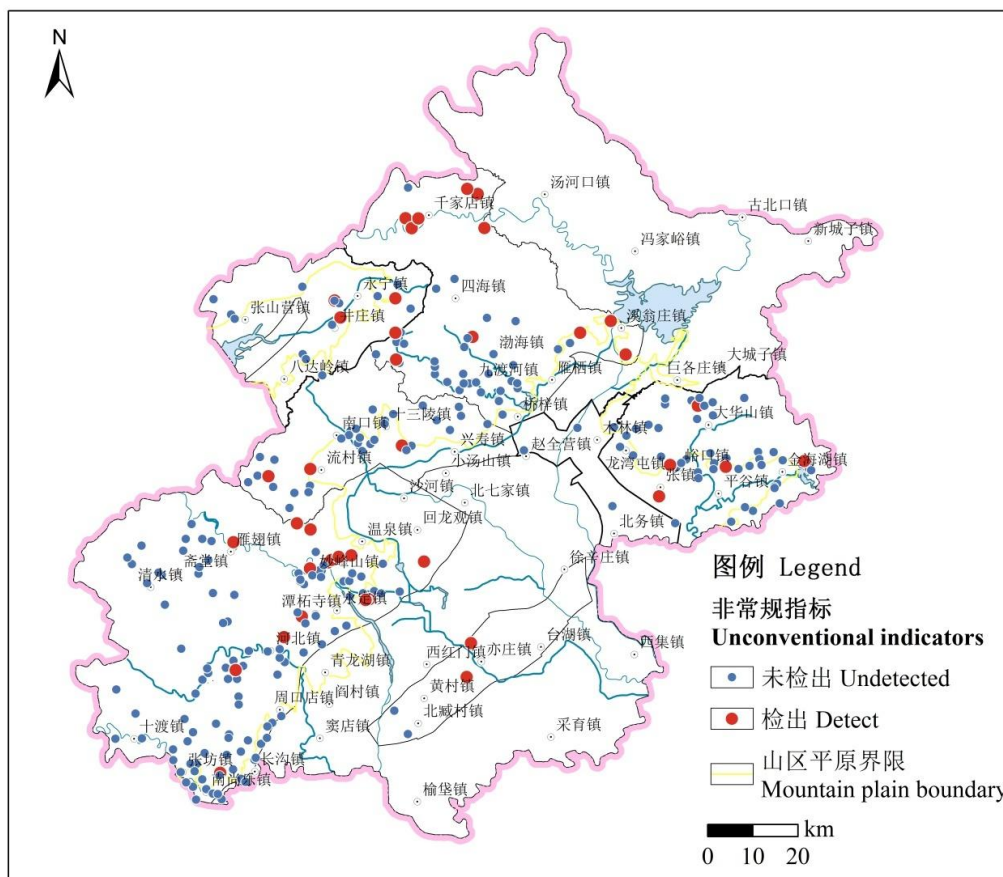 N
汤河口镇
千家店镇
古北口镇
新城子镇
冯家峪镇
永宁镇
四海镇
张山营镇
井庄镇
溪翁庄镇
渤海镇
大城子镇
八达岭镇
九渡河镇
雁栖镇
巨各庄镇
十三陵镇
桥梓镇
大华山镇
南口镇
木林镇
兴寿镇
赵全营镇
流村镇
小汤山镇
龙湾屯镇
峪口镇
金海湖镇
张镇
平谷镇
沙河镇
北七家镇
温泉镇
回龙观镇
北务镇
雁翅镇
斋堂镇
妙峰山镇
徐辛庄镇
清水镇
潭柘寺镇
永定镇
河北镇
台湖镇
西集镇
西红门镇
亦庄镇
青龙湖镇
周口店镇
阎村镇
黄村镇
北臧村镇
十渡镇
窦店镇
采育镇
张坊镇
长沟镇
南尚乐镇
榆垡镇
图例 Legend
非常规指标
Unconventional indicators
未检出 Undetected
检出 Detect
山区平原界限
Mountain plain boundary
km
0 10 20